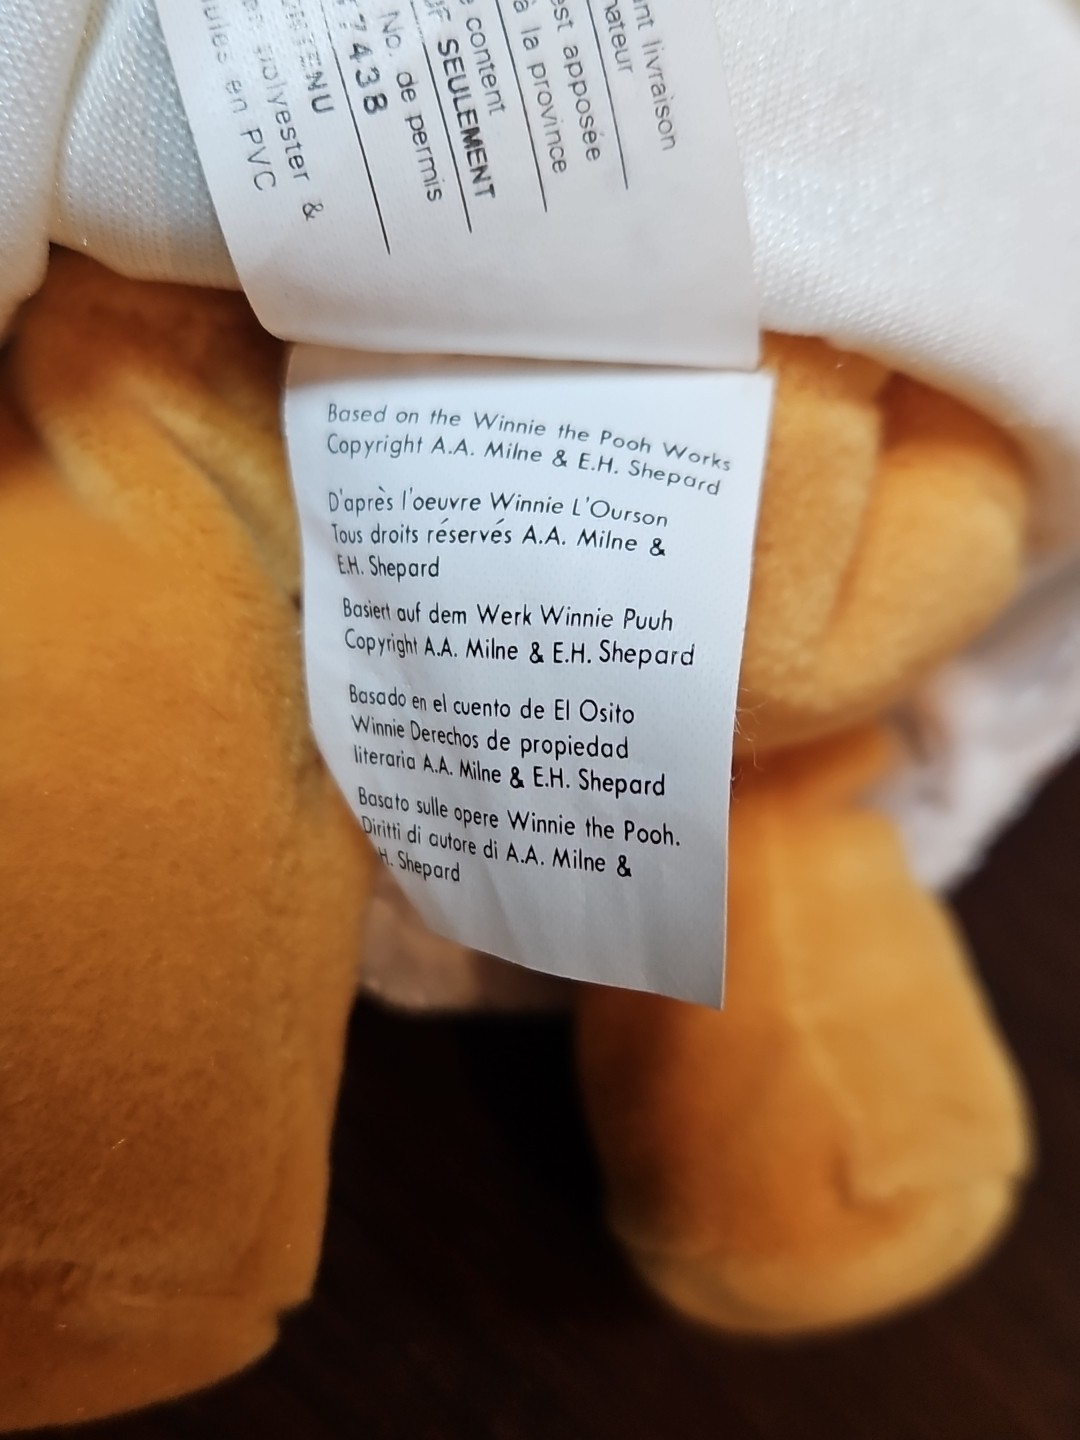 livraison
apposée
à la province
content
SEULEMENT
No. de permis
7438
polyester &
en PVC
Based on the Winnie the Pooh Works
Copyright A.A. Milne & E.H. Shepard
D'après l'oeuvre Winnie L'Ourson
Tous droits réservés A.A. Milne &
E.H. Shepard
Basiert auf dem Werk Winnie Puuh
Copyright A.A. Milne & E.H. Shepard
Basado en el cuento de El Osito
Winnie Derechos de propiedad
literaria A.A. Milne & E.H. Shepard
Basato sulle opere Winnie the Pooh.
Diritti di autore di A.A. Milne &
H. Shepard